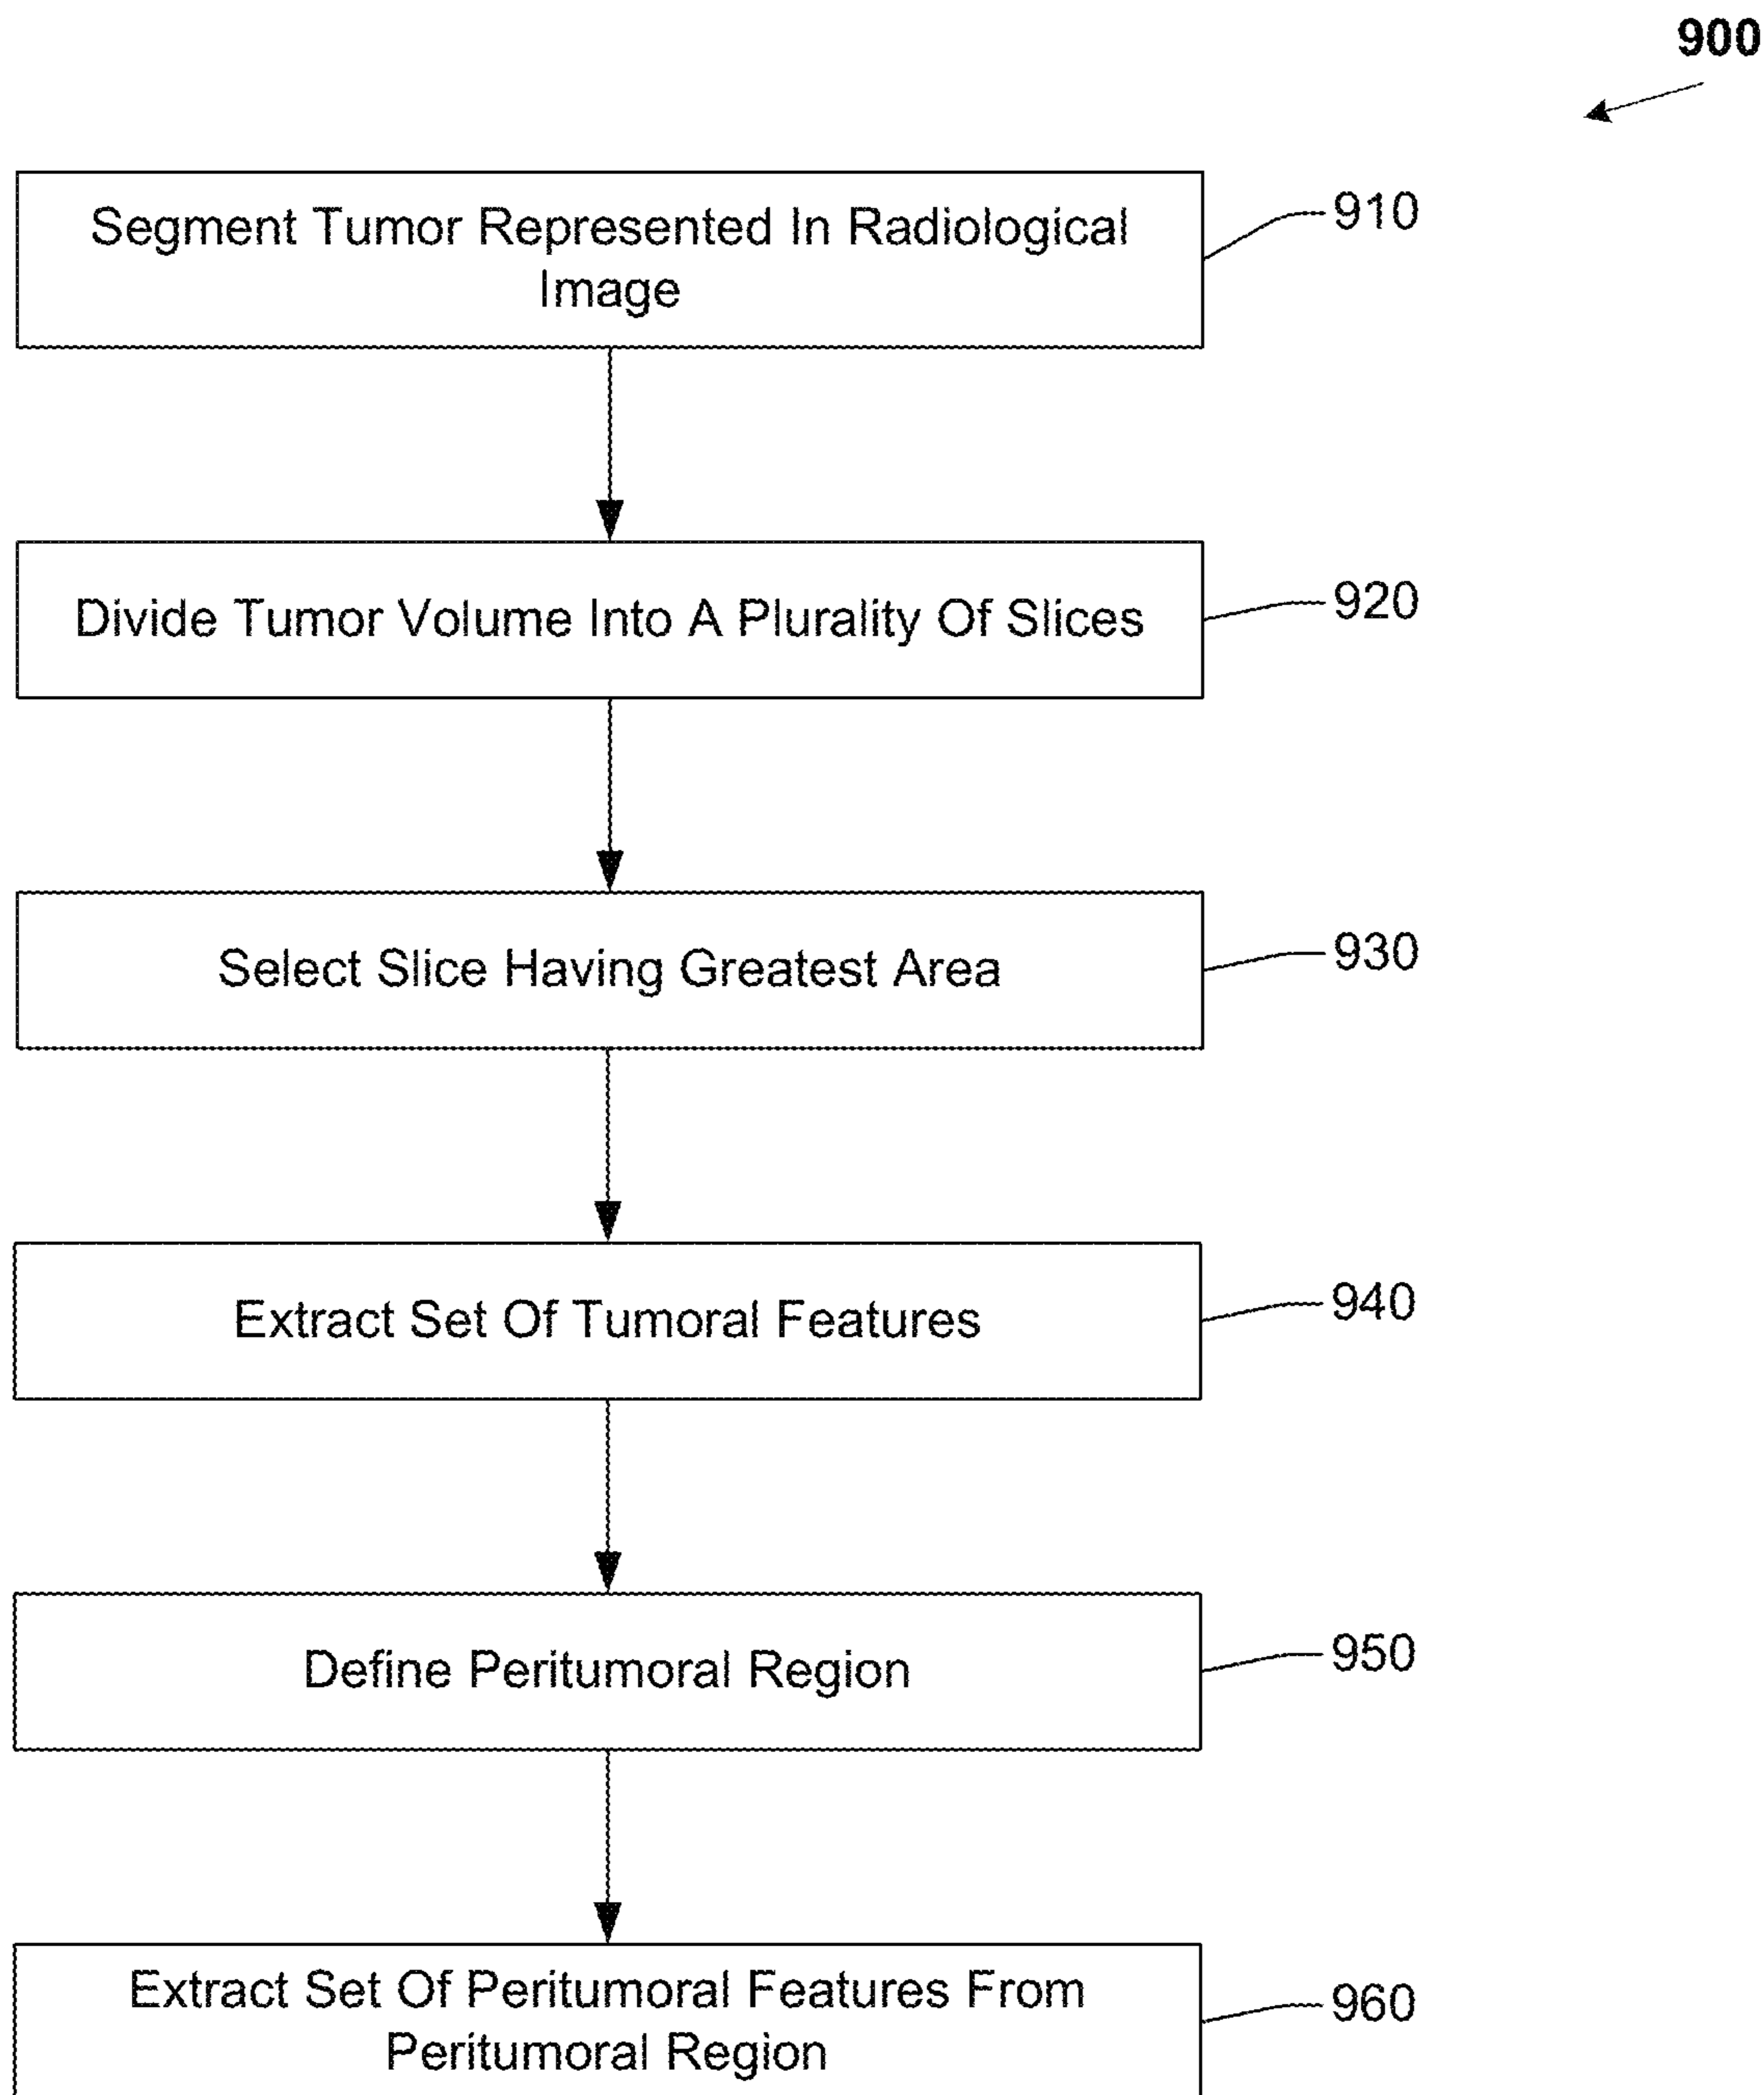 900
Segment Tumor Represented In Radiological
Image
910
Divide Tumor Volume Into A Plurality Of Slices
920
Select Slice Having Greatest Area
930
Extract Set Of Tumoral Features
940
Define Peritumoral Region
950
Extract Set Of Peritumoral Features From
Peritumoral Region
960